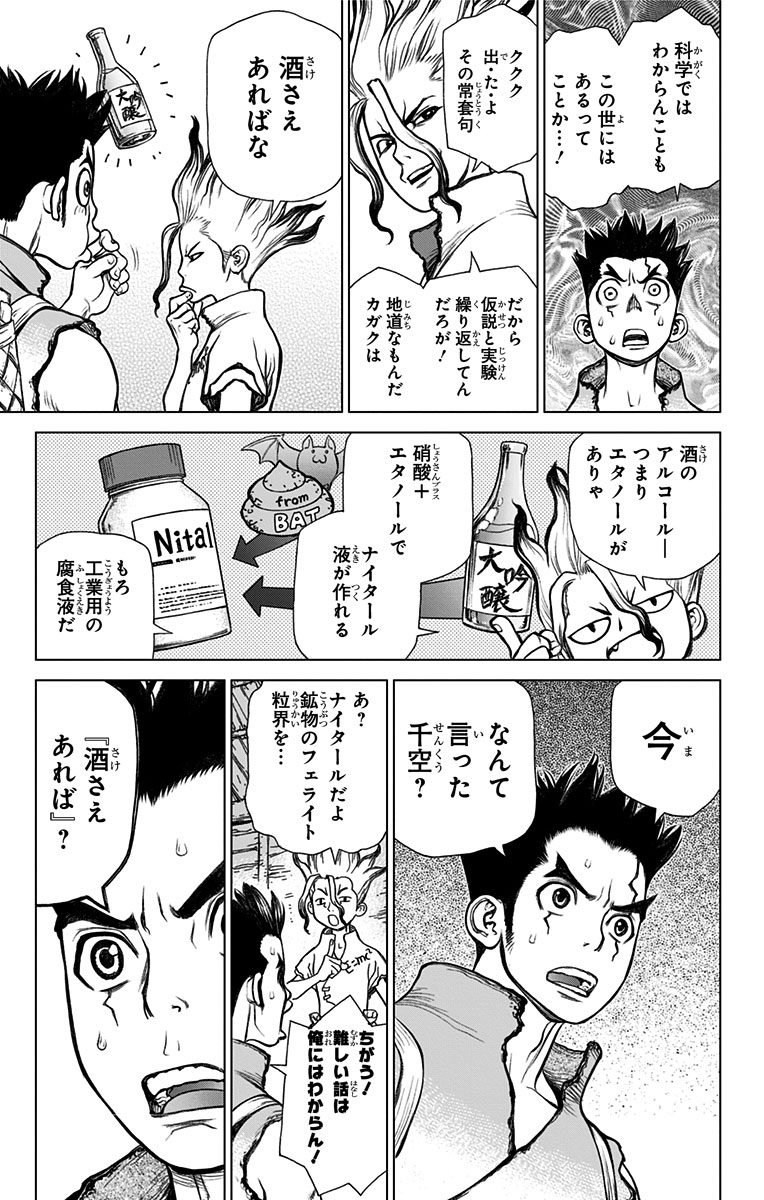 科学では
わからんことも
この世には
あるって
ことか…!
ククク
出・た・よ
その常套句
だから
仮説と実験
繰り返してん
だろが!
地道なもんだ
カガクは
酒さえ
あればな
大吟醸
酒の
アルコール―
つまり
エタノールが
ありゃ
大吟醸
硝酸+
エタノールで
ナイタール
液が作れる
from
BAT
Nital
もろ
工業用の
腐食液だ
今
なんて
言った
千空?
あ?
ナイタールだよ
鉱物のフェライト
粒界を…
E=mc²
ちがう!
難しい話は
俺にはわからん!
『酒さえ
あれば』?